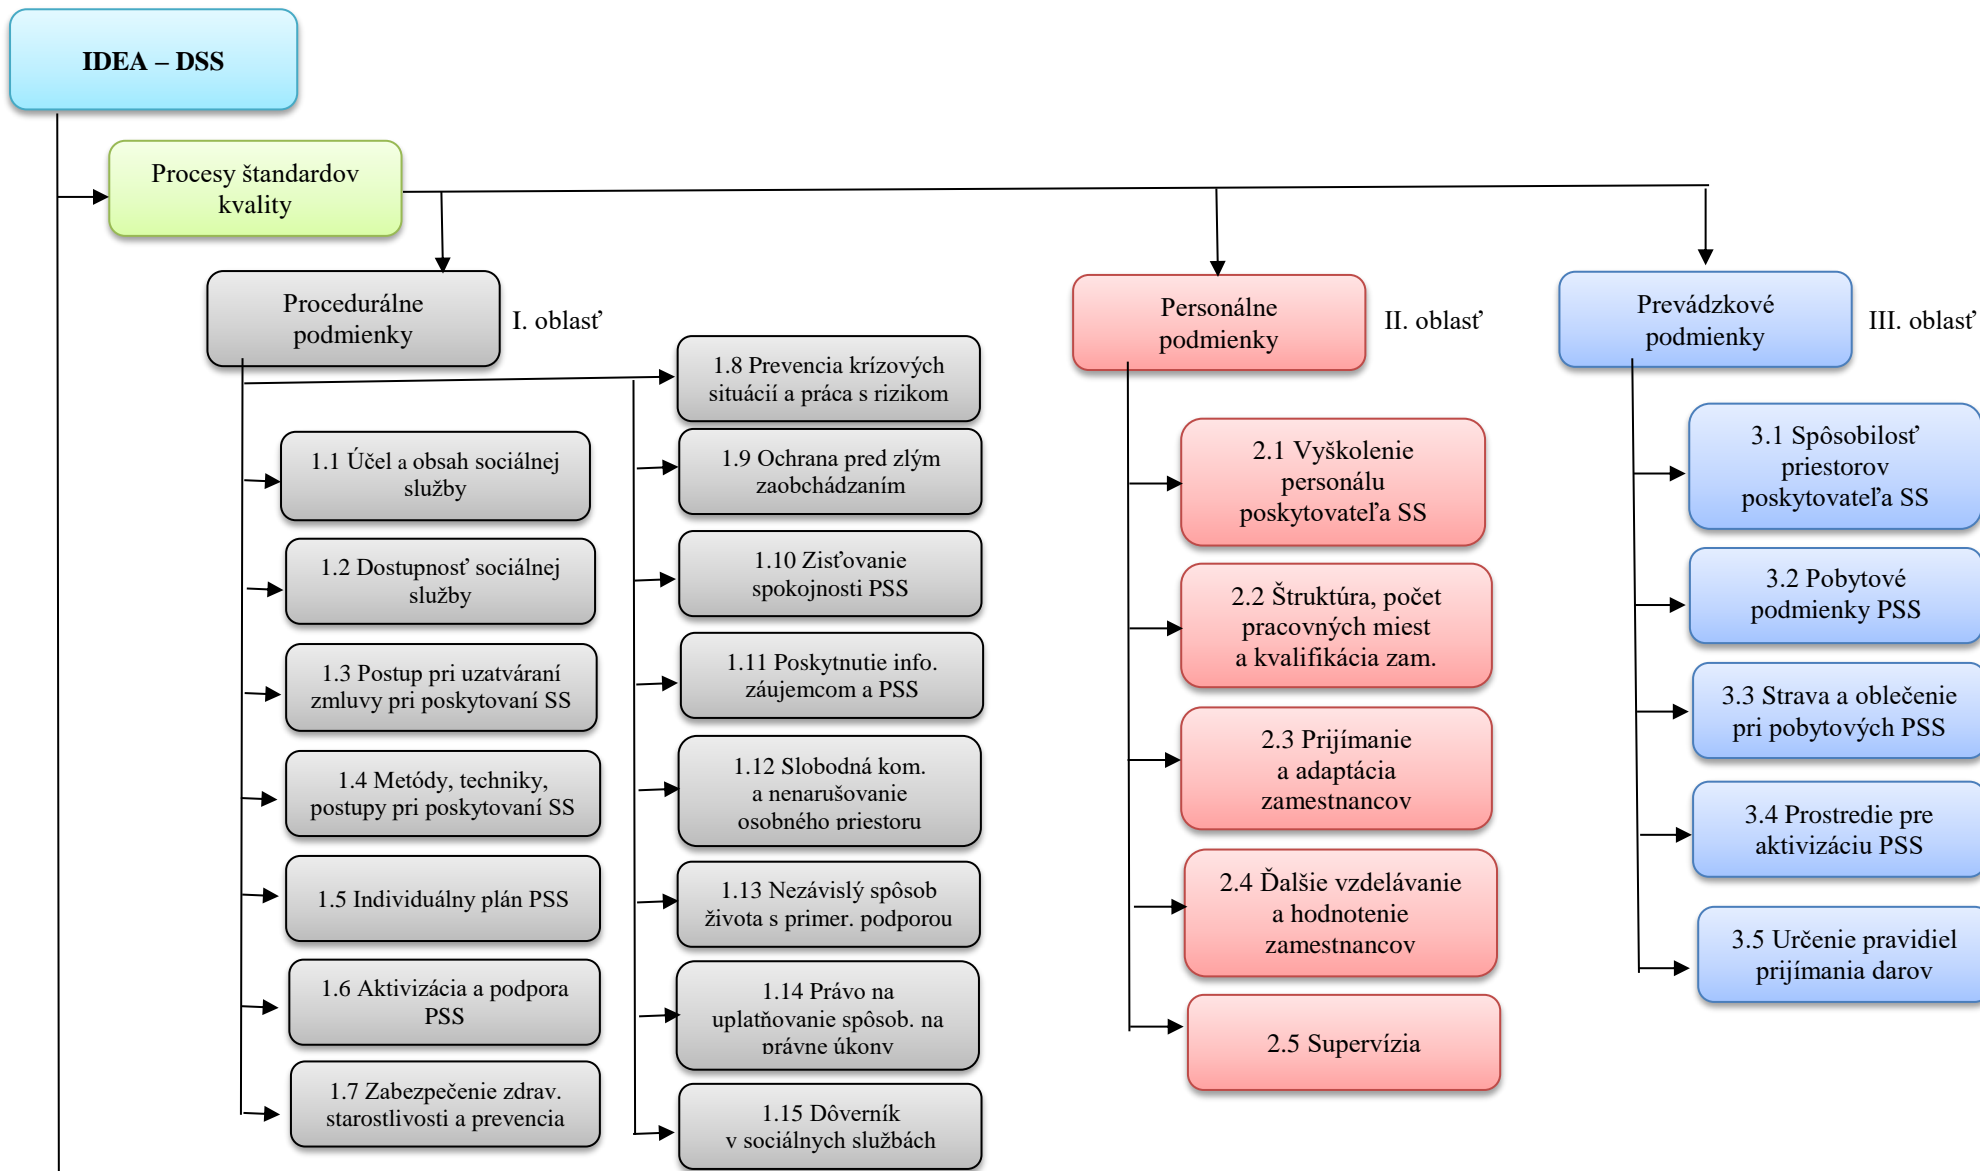 IDEA – DSS
Procesy štandardov
kvality
Procedurálne
podmienky
I. oblasť
1.1 Účel a obsah sociálnej
služby
1.2 Dostupnosť sociálnej
služby
1.3 Postup pri uzatváraní
zmluvy pri poskytovaní SS
1.4 Metódy, techniky,
postupy pri poskytovaní SS
1.5 Individuálny plán PSS
1.6 Aktivizácia a podpora
PSS
1.7 Zabezpečenie zdrav.
starostlivosti a prevencia
1.8 Prevencia krízových
situácií a práca s rizikom
1.9 Ochrana pred zlým
zaobchádzaním
1.10 Zisťovanie
spokojnosti PSS
1.11 Poskytnutie info.
záujemcom a PSS
1.12 Slobodná kom.
a nenarušovanie
osobného priestoru
1.13 Nezávislý spôsob
života s primer. podporou
1.14 Právo na
uplatňovanie spôsob. na
právne úkony
1.15 Dôverník
v sociálnych službách
Personálne
podmienky
II. oblasť
2.1 Vyškolenie
personálu
poskytovateľa SS
2.2 Štruktúra, počet
pracovných miest
a kvalifikácia zam.
2.3 Prijímanie
a adaptácia
zamestnancov
2.4 Ďalšie vzdelávanie
a hodnotenie
zamestnancov
2.5 Supervízia
Prevádzkové
podmienky
III. oblasť
3.1 Spôsobilosť
priestorov
poskytovateľa SS
3.2 Pobytové
podmienky PSS
3.3 Strava a oblečenie
pri pobytových PSS
3.4 Prostredie pre
aktivizáciu PSS
3.5 Určenie pravidiel
prijímania darov